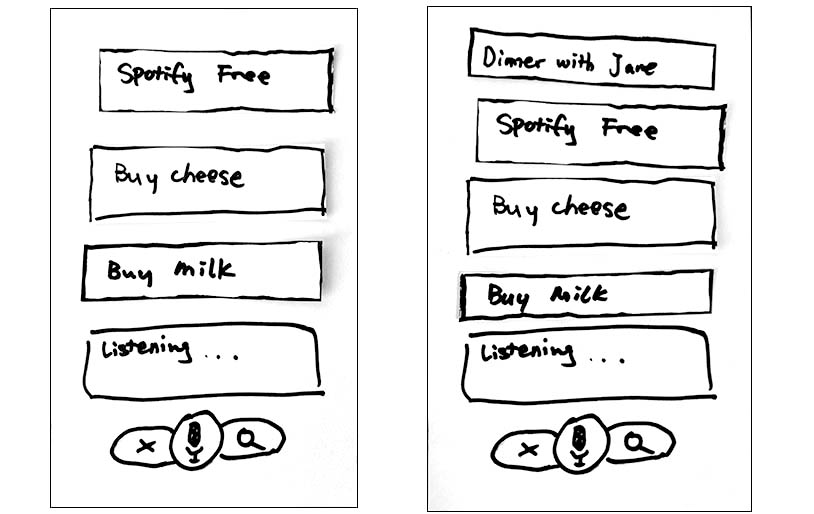 Spotify Free
Buy cheese
Buy milk
Listening...
Dinner with Jane
Spotify Free
Buy cheese
Buy Milk
Listening...